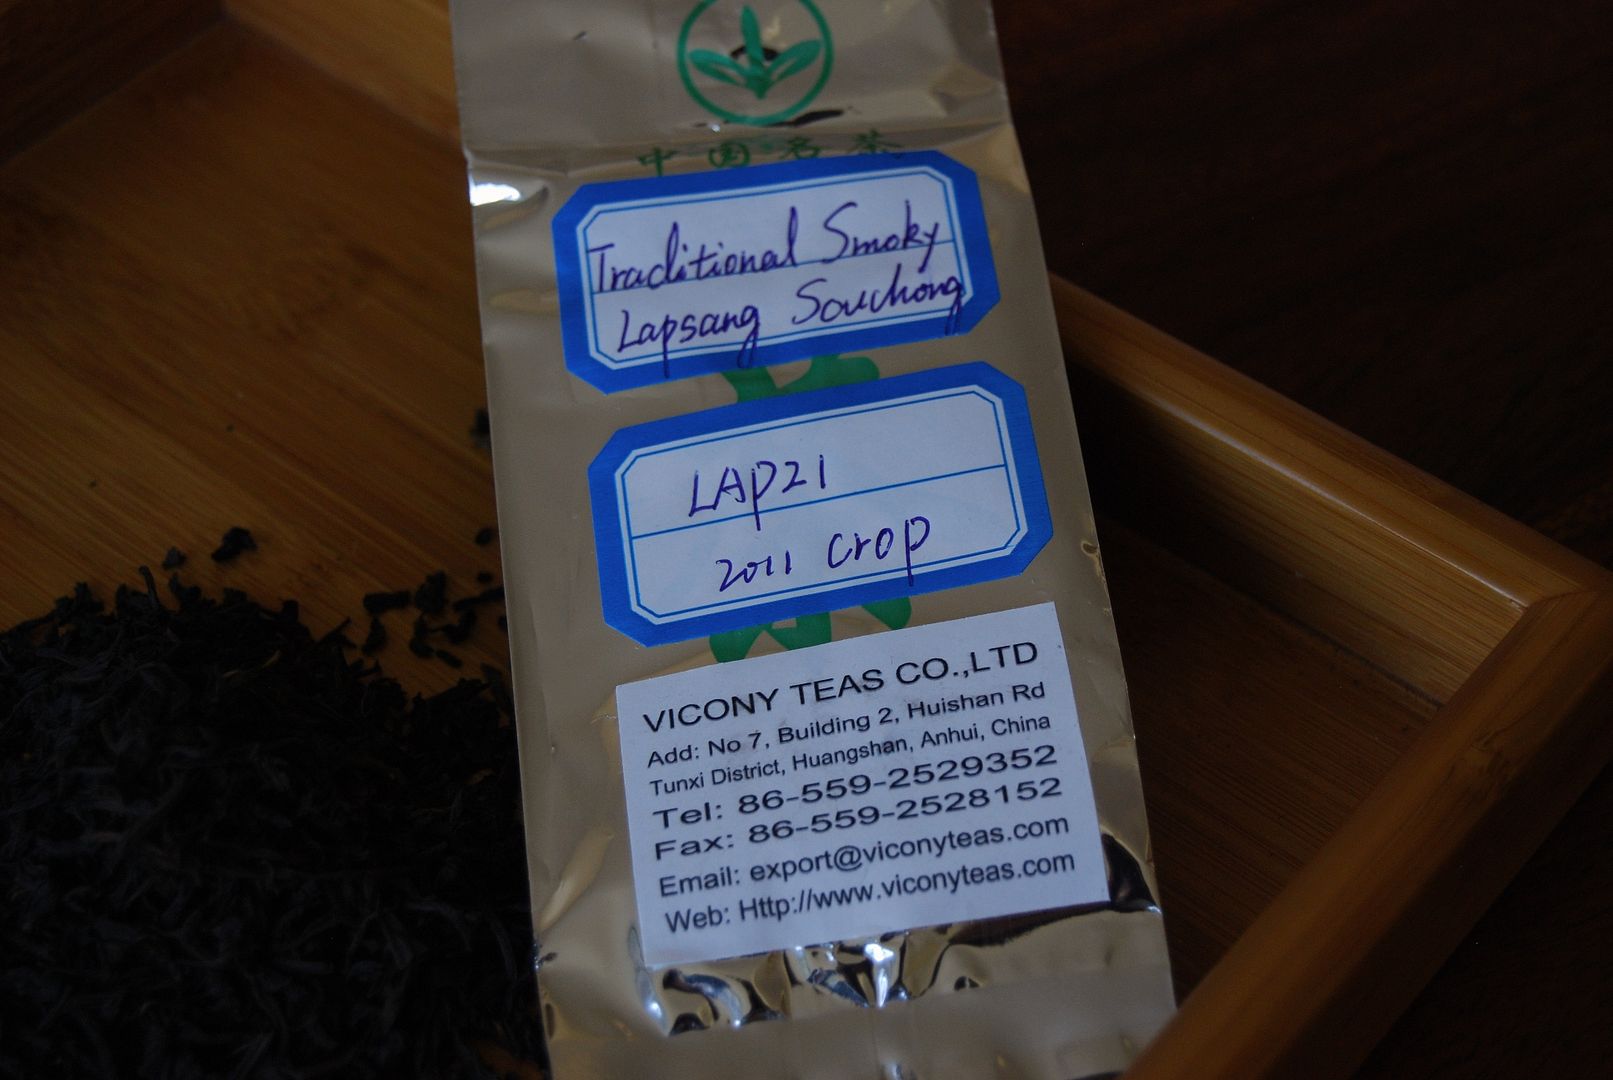 中国名茶
Traditional Smoky
Lapsang Souchong
LAP21
2011 crop
VICONY TEAS CO.,LTD
Add: No 7, Building 2, Huishan Rd
Tunxi District, Huangshan, Anhui, China
Tel: 86-559-2529352
Fax: 86-559-2528152
Email: export@viconyteas.com
Web: Http://www.viconyteas.com